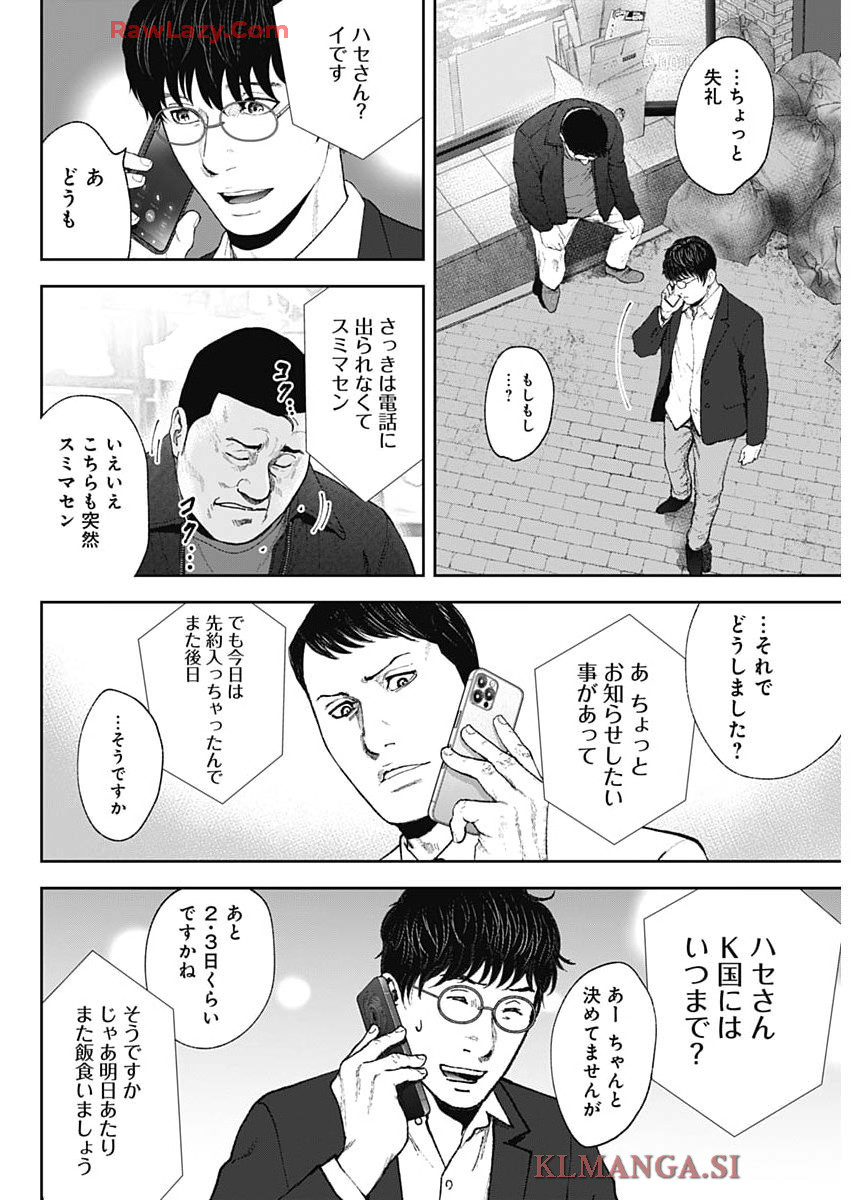 …ちょっと
失礼
もしもし
…?
RawLazy.Com
ハセさん?
イです
あ
どうも
さっきは電話に
出られなくて
スミマセン
コク…
コク…
いえいえ
こちらも突然
スミマセン
…それで
どうしました?
あ ちょっと
お知らせしたい
事があって
でも今日は
先約入っちゃったんで
また後日
…そうですか
ハセさん
K国には
いつまで?
あー ちゃんと
決めてませんが
あと
2・3日くらい
ですかね
そうですか
じゃあ明日あたり
また飯食いましょう
KLMANGA.SI